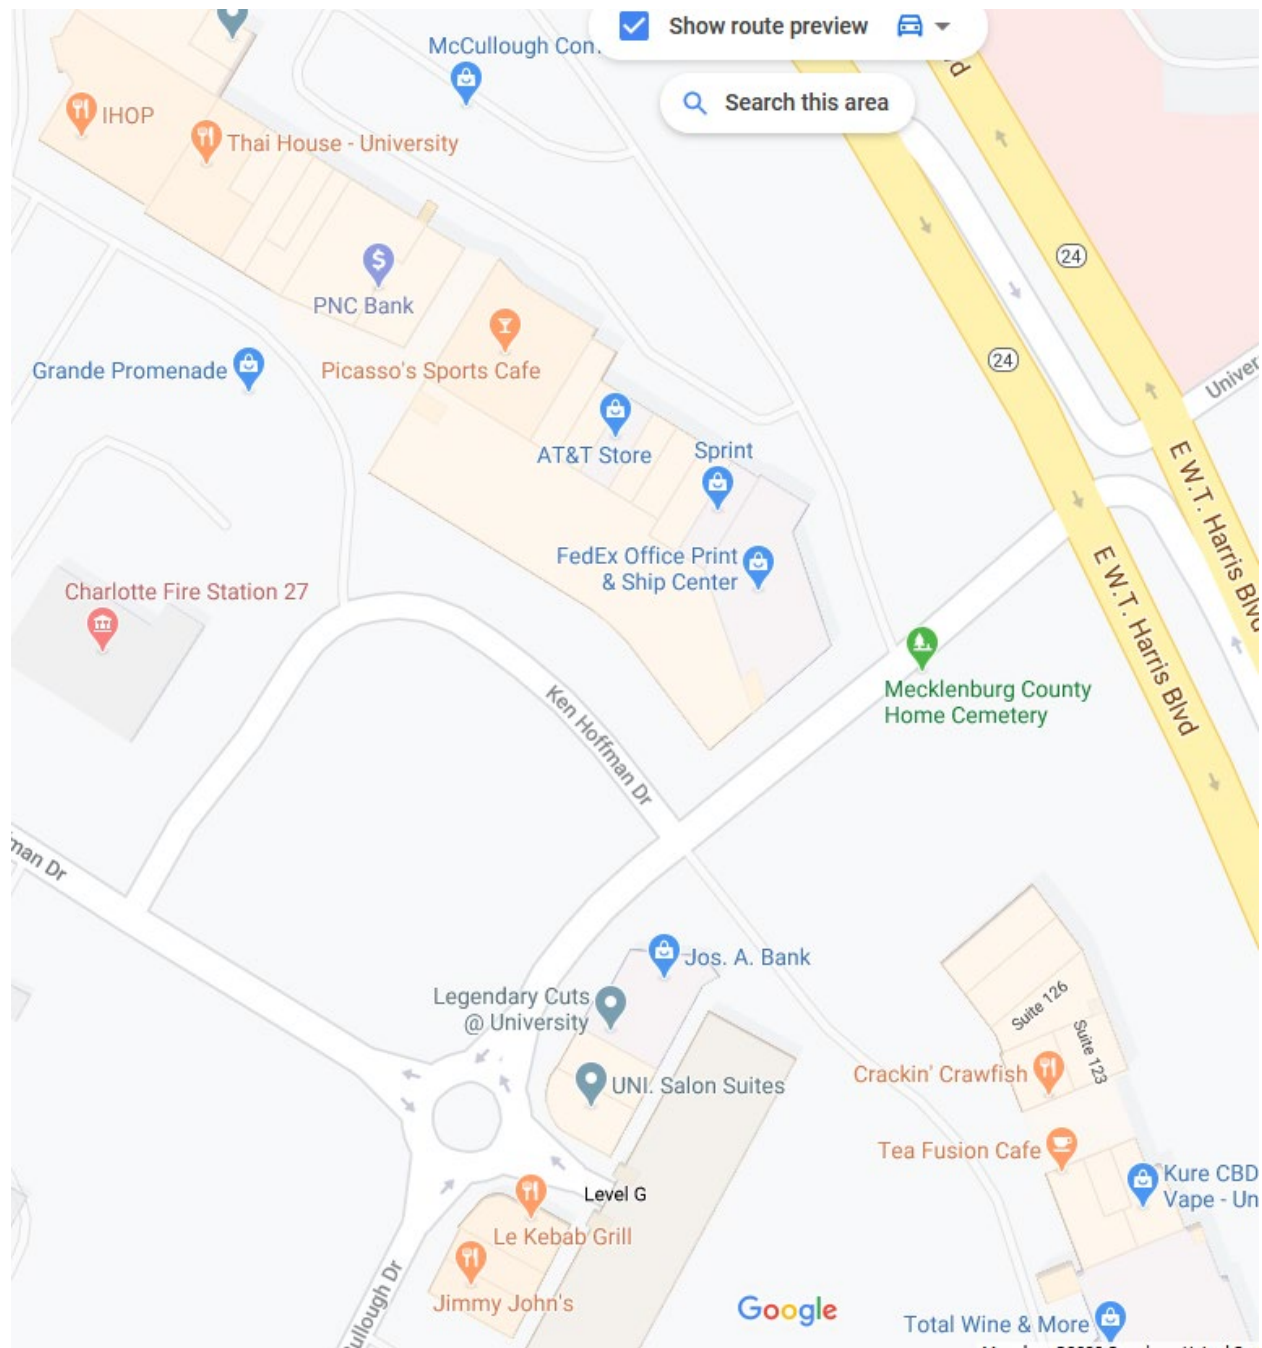 Show route preview
McCullough Com
Search this area
IHOP
Thai House - University
24
PNC Bank
24
Grande Promenade
Picasso's Sports Cafe
Univer
AT&T Store
Sprint
E W.T. Harris Blvd
FedEx Office Print
& Ship Center
E W.T. Harris Blvd
Charlotte Fire Station 27
Mecklenburg County
Home Cemetery
Ken Hoffman Dr
man Dr
Jos. A. Bank
Legendary Cuts
@ University
Suite 126
Suite 123
Crackin' Crawfish
UNI. Salon Suites
Tea Fusion Cafe
Kure CBD
Vape - Un
Level G
Le Kebab Grill
Jimmy John's
ullough Dr
Google
Total Wine & More